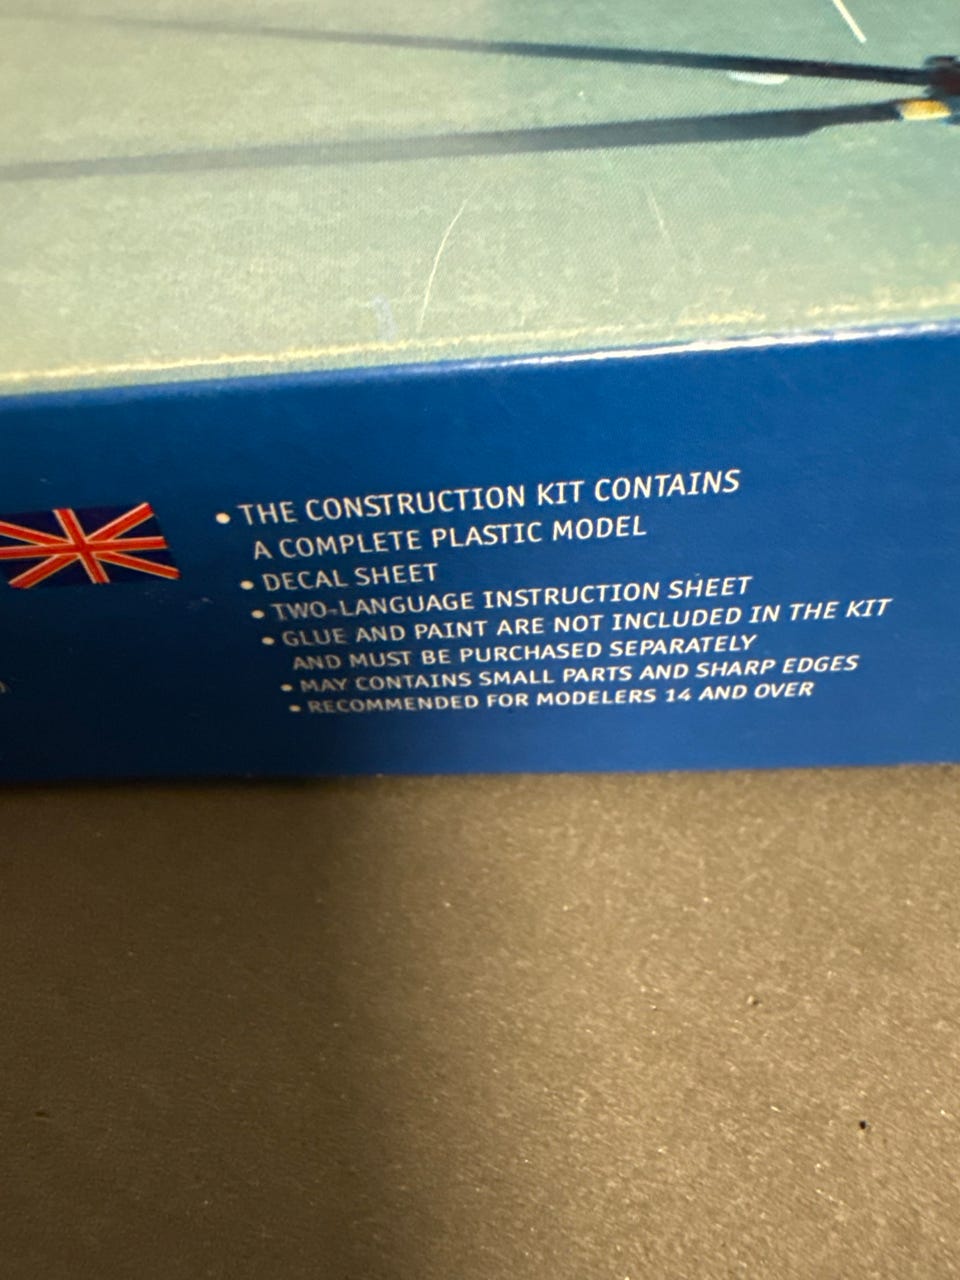 • THE CONSTRUCTION KIT CONTAINS
A COMPLETE PLASTIC MODEL
• DECAL SHEET
• TWO-LANGUAGE INSTRUCTION SHEET
• GLUE AND PAINT ARE NOT INCLUDED IN THE KIT
AND MUST BE PURCHASED SEPARATELY
• MAY CONTAINS SMALL PARTS AND SHARP EDGES
• RECOMMENDED FOR MODELERS 14 AND OVER